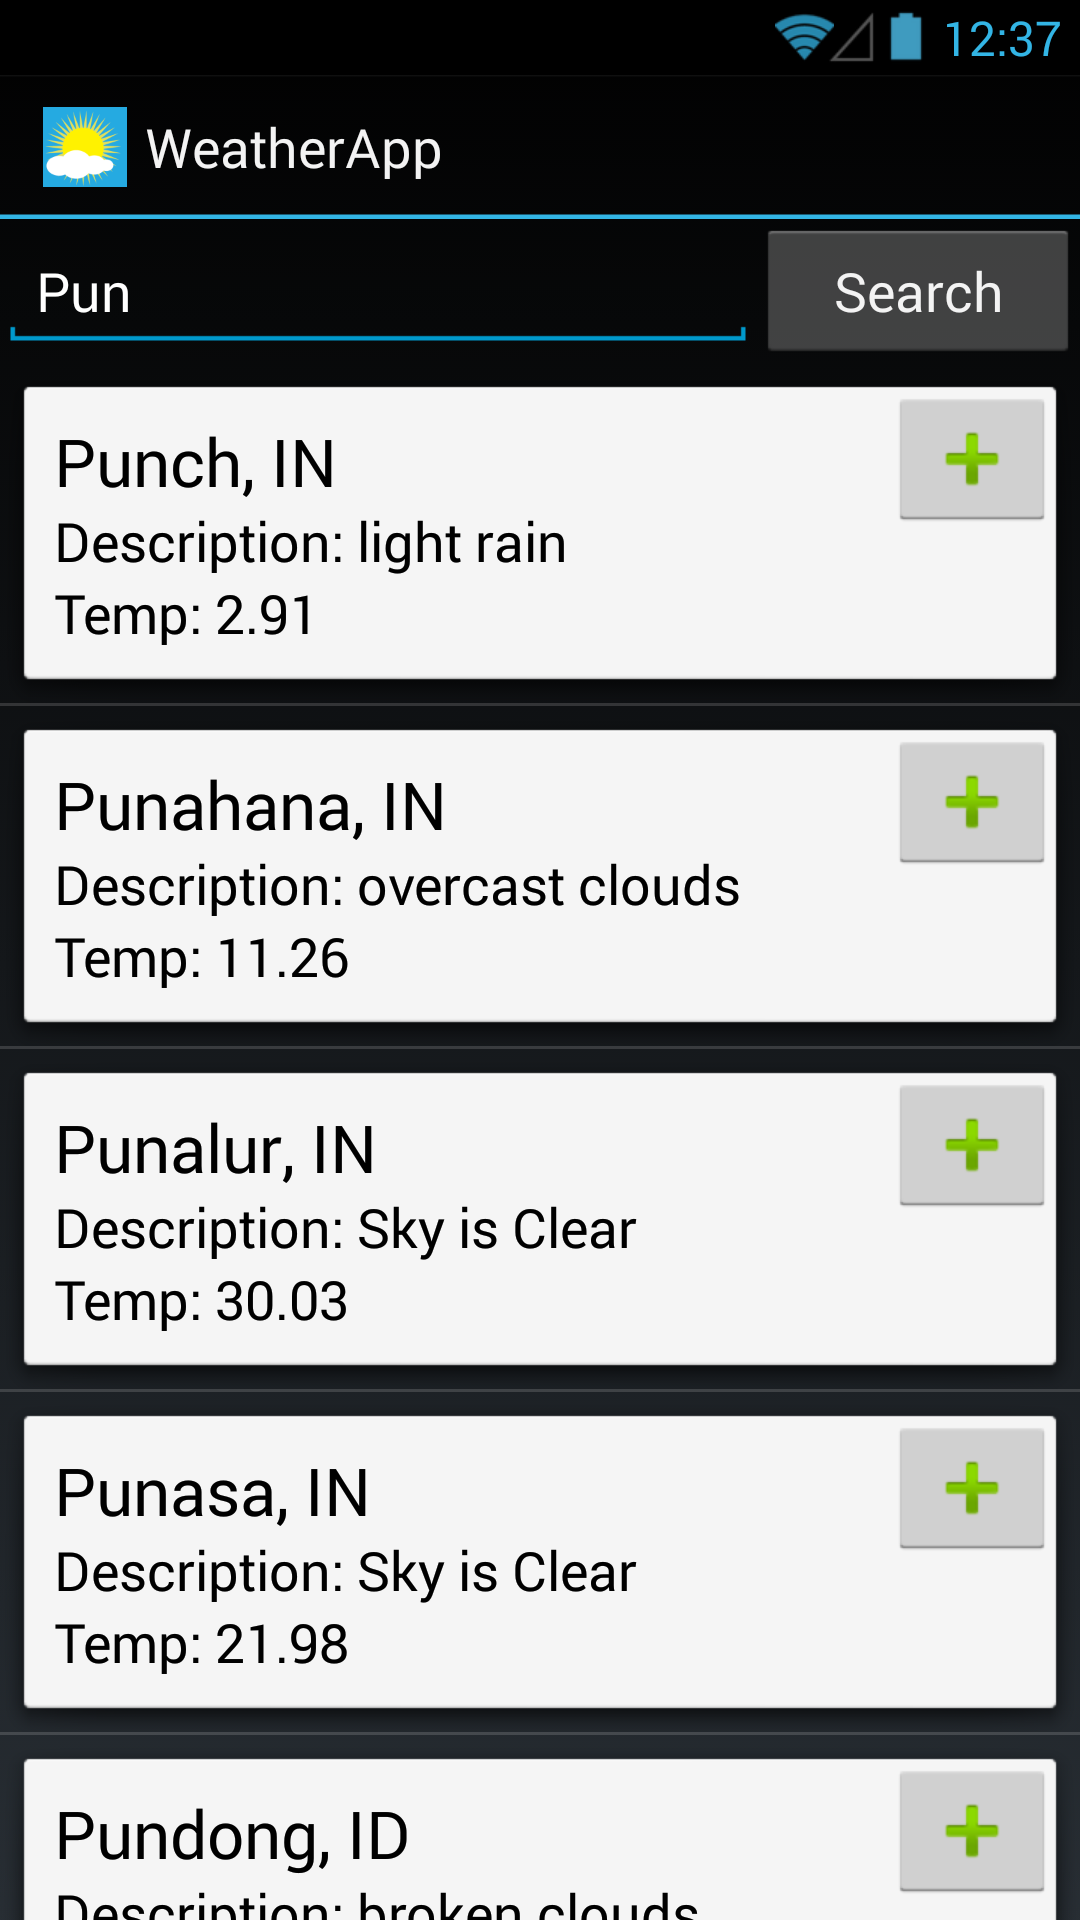 12:37
WeatherApp
Pun
Search
Punch, IN
Description: light rain
Temp: 2.91
Punahana, IN
Description: overcast clouds
Temp: 11.26
Punalur, IN
Description: Sky is Clear
Temp: 30.03
Punasa, IN
Description: Sky is Clear
Temp: 21.98
Pundong, ID
Description: broken clouds